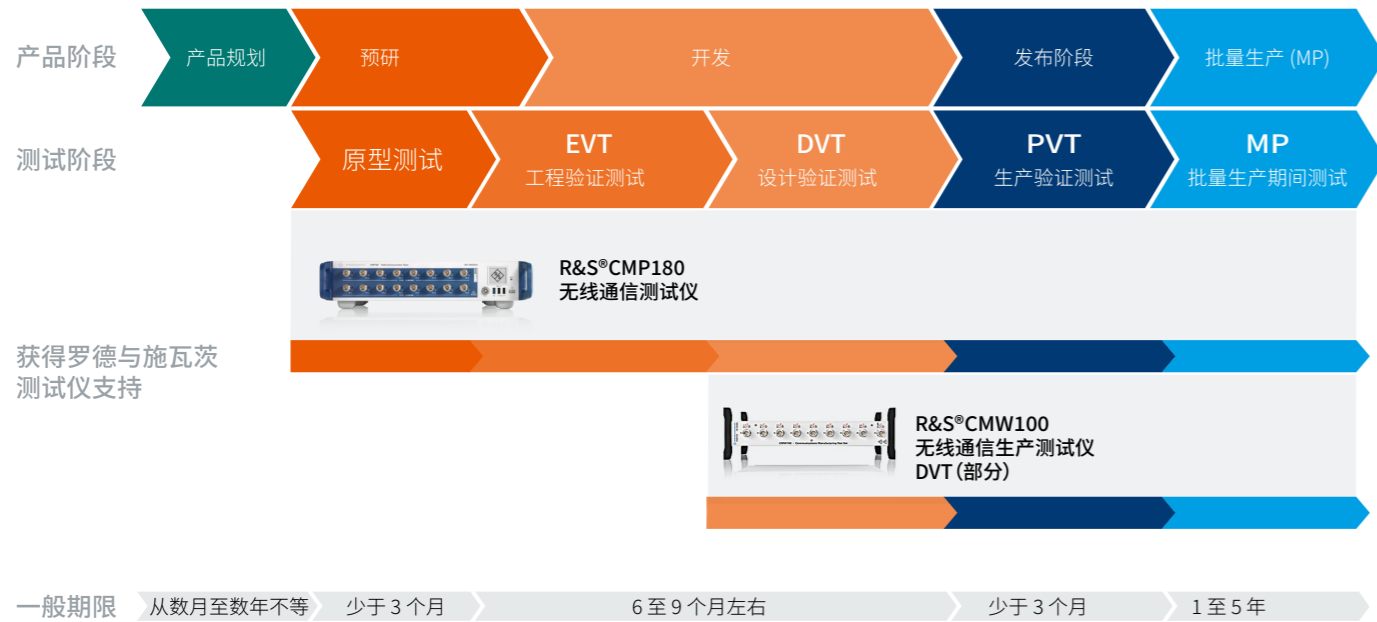 产品阶段
产品规划
预研
开发
发布阶段
批量生产 (MP)
测试阶段
原型测试
EVT
工程验证测试
DVT
设计验证测试
PVT
生产验证测试
MP
批量生产期间测试
R&S®CMP180
无线通信测试仪
获得罗德与施瓦茨
测试仪支持
R&S®CMW100
无线通信生产测试仪
DVT（部分）
一般期限
从数月至数年不等
少于 3 个月
6 至 9 个月左右
少于 3 个月
1 至 5 年